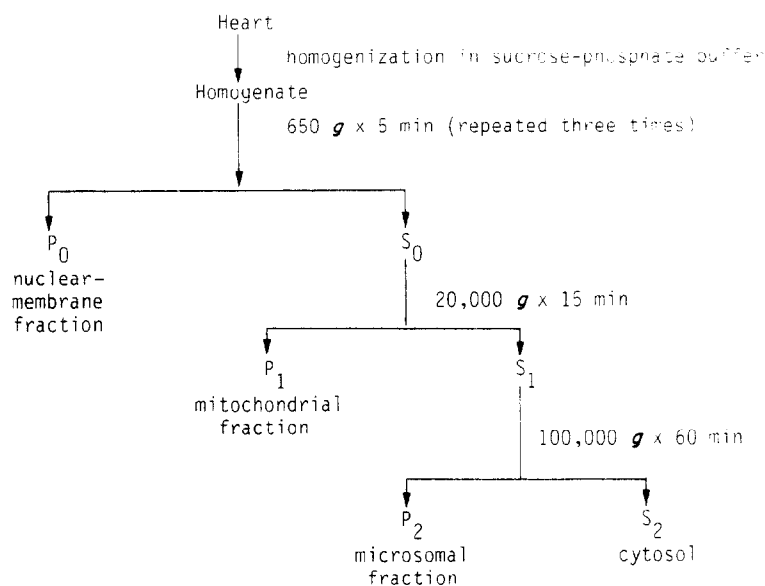 Heart
homogenization in sucrose-phosphate buffer
Homogenate
650 g x 5 min (repeated three times)
P0
nuclear-
membrane
fraction
S0
20,000 g x 15 min
P1
mitochondrial
fraction
S1
100,000 g x 60 min
P2
microsomal
fraction
S2
cytosol